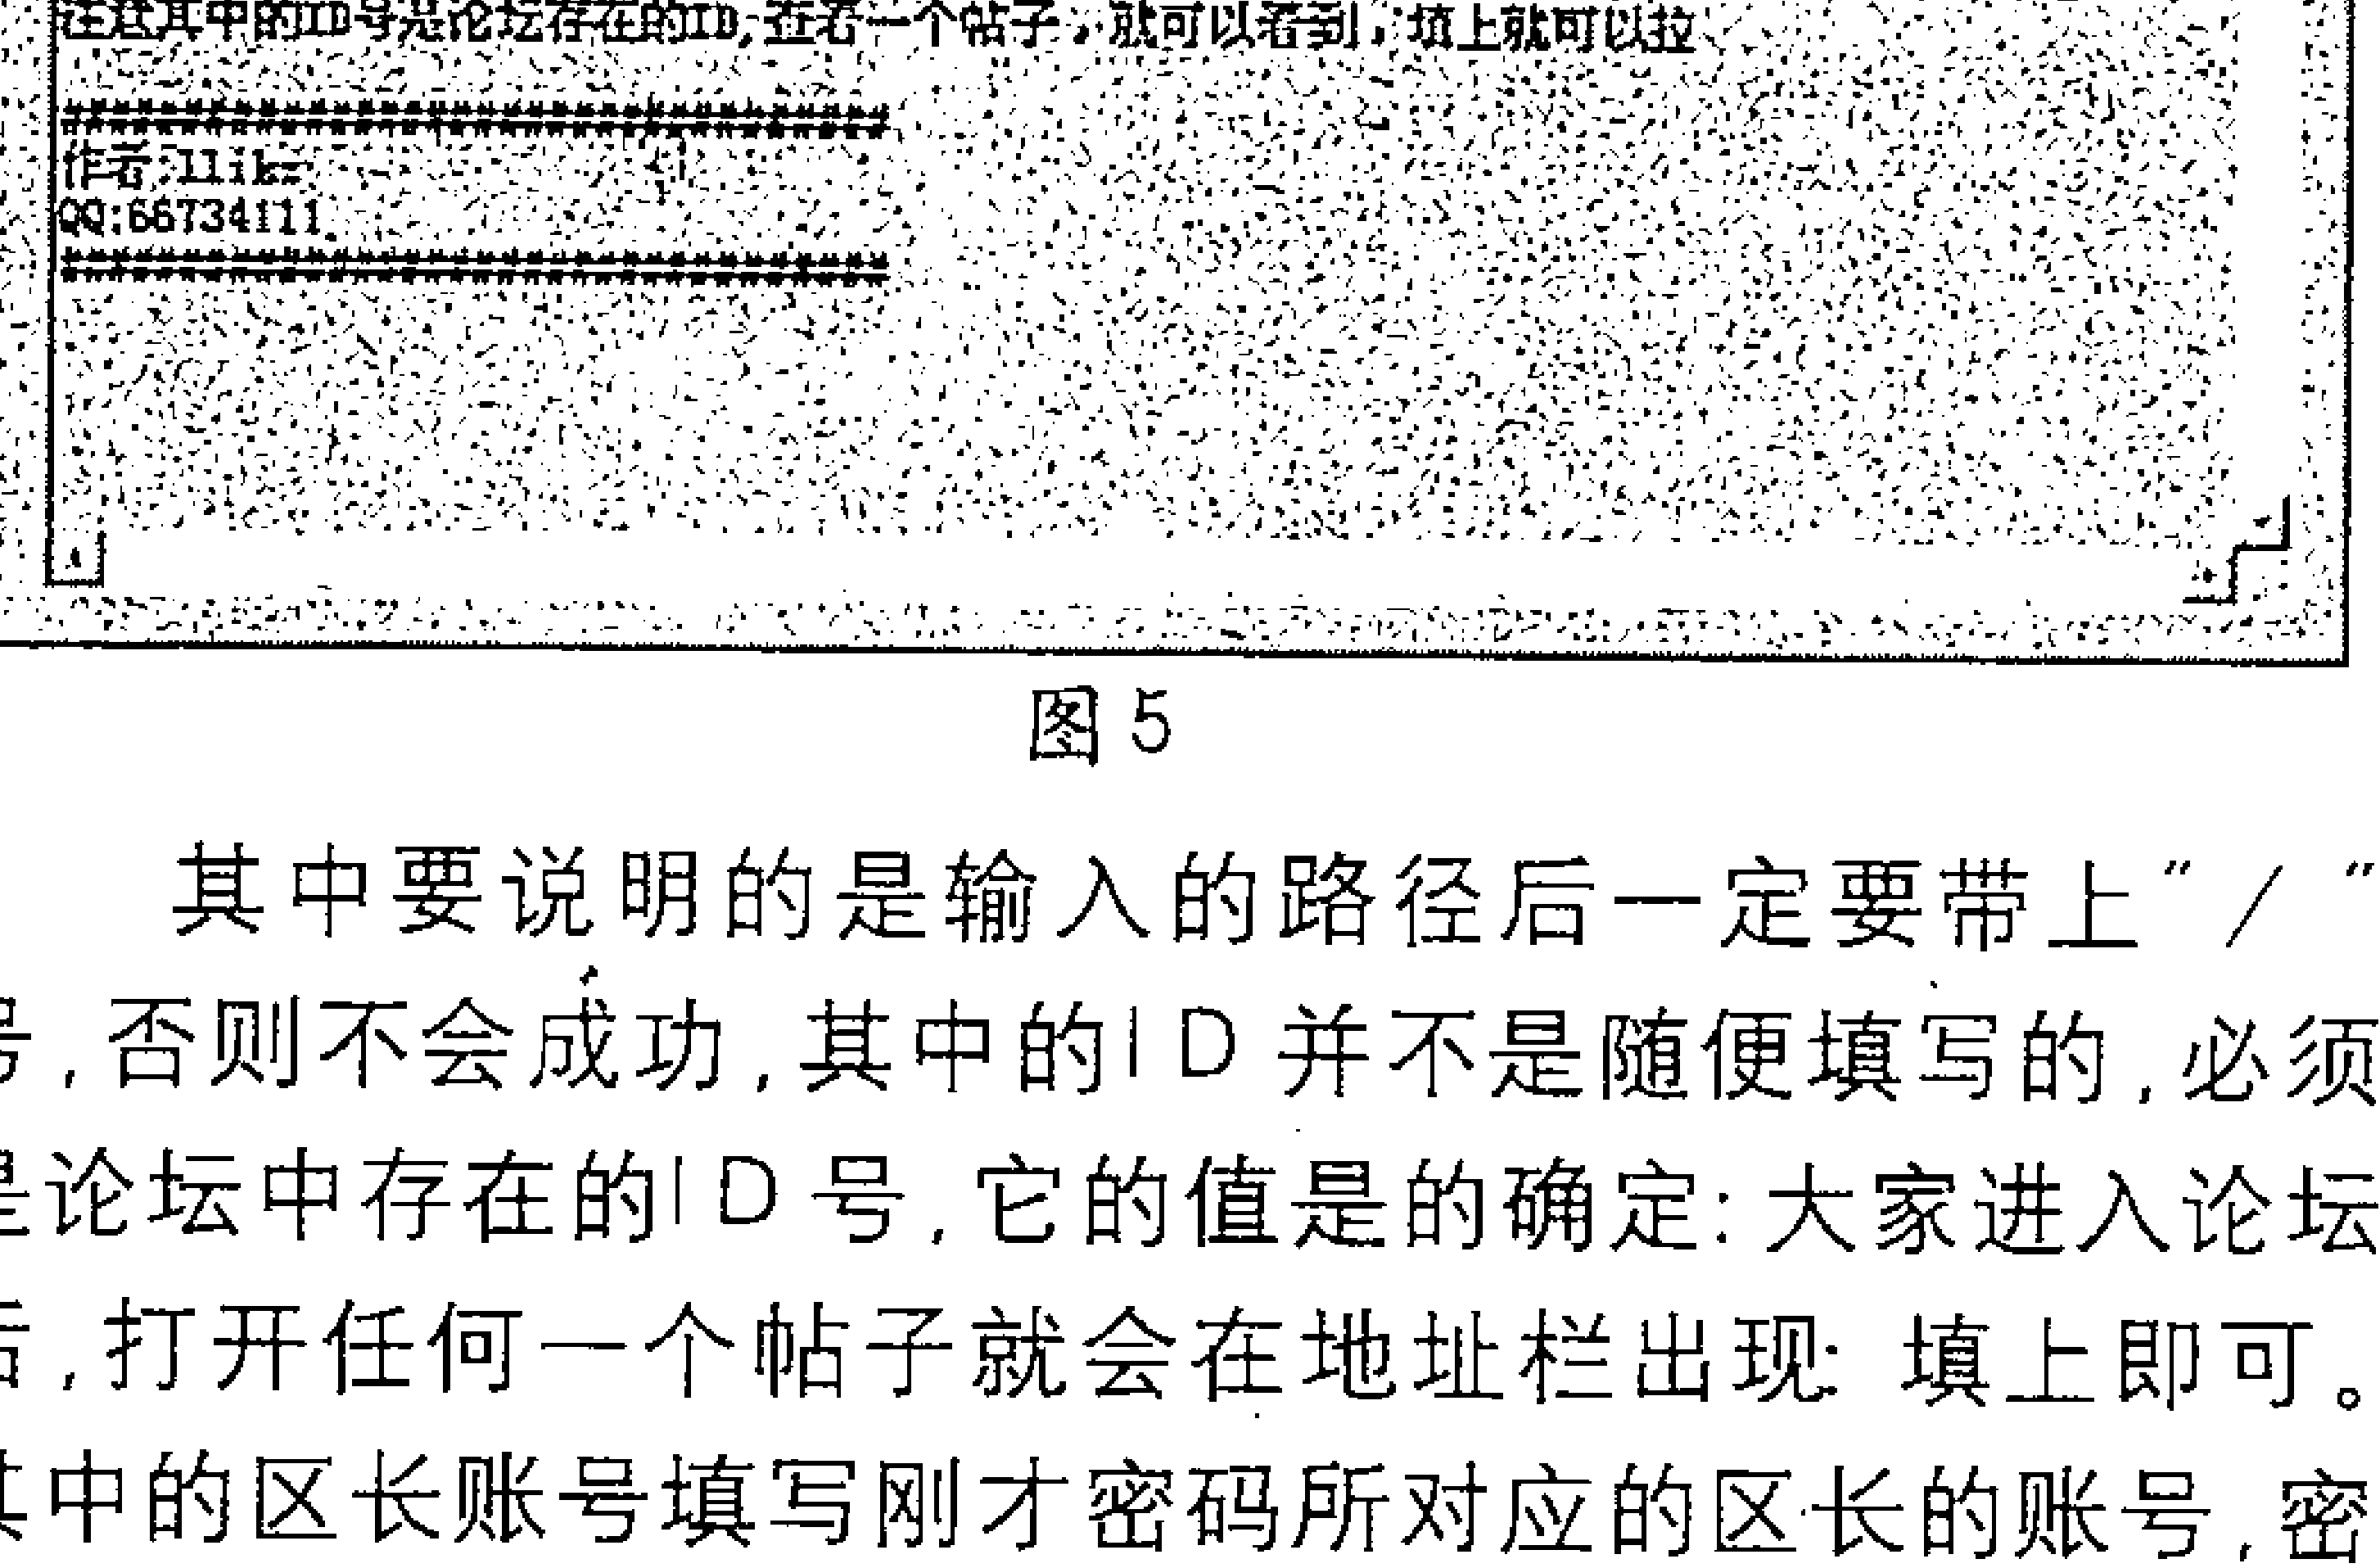 注意其中的ID号是论坛存在的ID,查看一个帖子，就可以看到，填上就可以拉
作者:llikz
QQ:66734111
图5
其中要说明的是输入的路径后一定要带上"/"
号,否则不会成功,其中的ID并不是随便填写的,必须
是论坛中存在的ID号,它的值是的确定:大家进入论坛
后,打开任何一个帖子就会在地址栏出现: 填上即可。
其中的区长账号填写刚才密码所对应的区长的账号,密